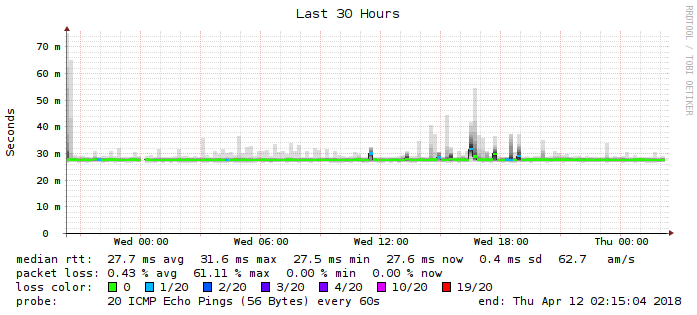 Last 30 Hours
RRDTOOL / TOBI OETIKER
Seconds
70 m
60 m
50 m
40 m
30 m
20 m
10 m
0
Wed 00:00 Wed 06:00 Wed 12:00 Wed 18:00 Thu 00:00
median rtt: 27.7 ms avg 31.6 ms max 27.5 ms min 27.6 ms now 0.4 ms sd 62.7 am/s
packet loss: 0.43 % avg 61.11 % max 0.00 % min 0.00 % now
loss color: 0 1/20 2/20 3/20 4/20 10/20 19/20
probe: 20 ICMP Echo Pings (56 Bytes) every 60s end: Thu Apr 12 02:15:04 2018